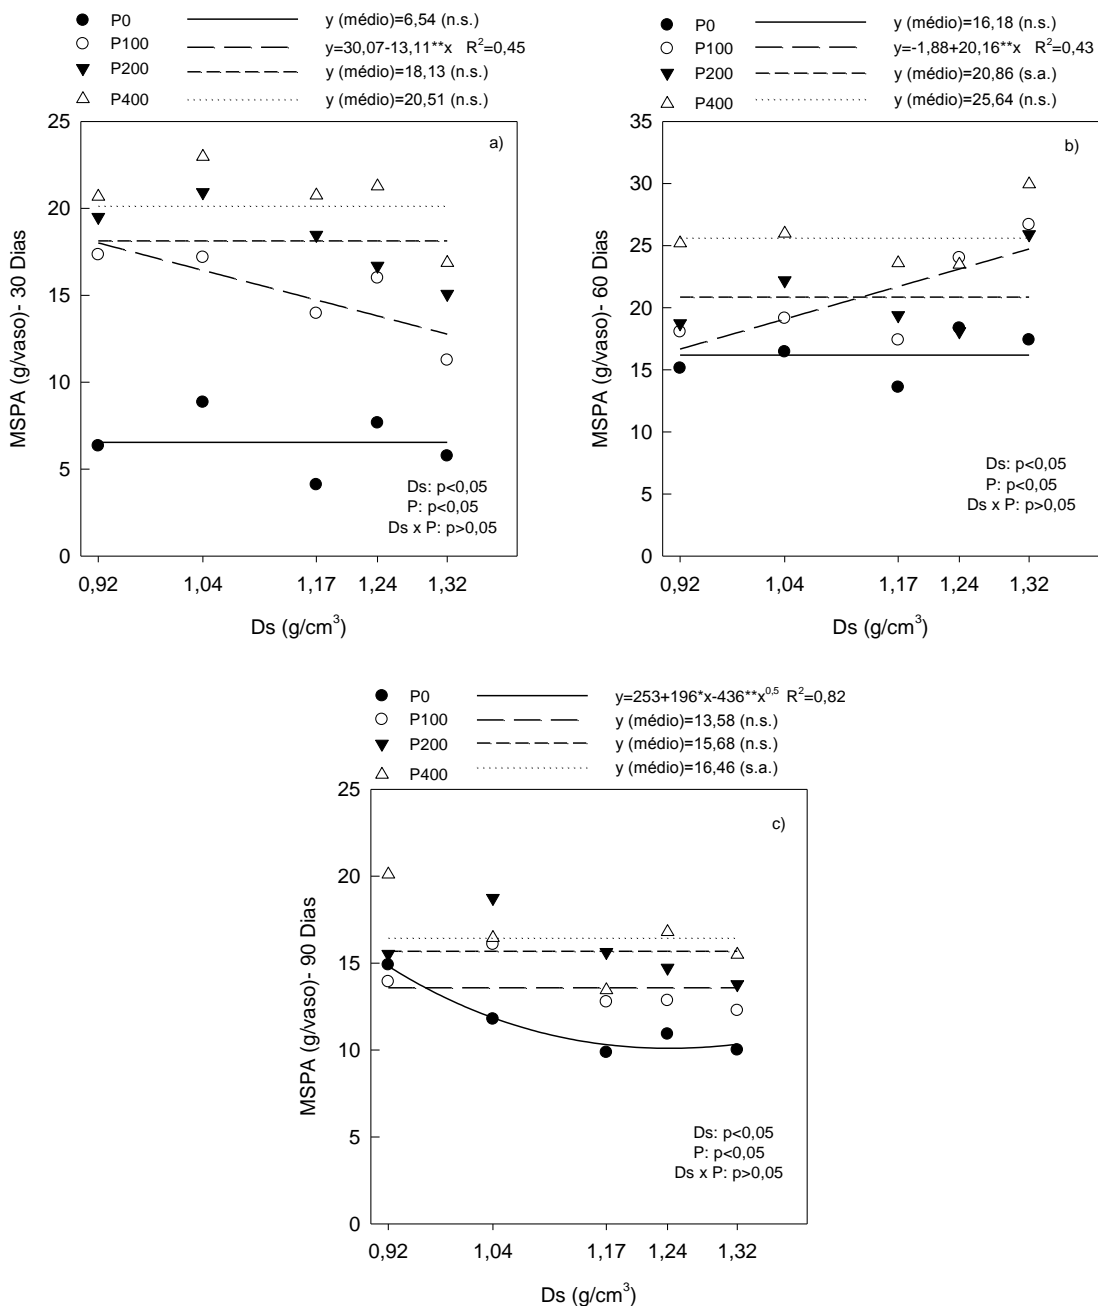 P0 y (médio)=6,54 (n.s.)
P100 y=30,07-13,11**x R²=0,45
P200 y (médio)=18,13 (n.s.)
P400 y (médio)=20,51 (n.s.)
a)
MSPA (g/vaso)- 30 Dias
25
20
15
10
5
0
Ds: p<0,05
P: p<0,05
Ds x P: p>0,05
0,92 1,04 1,17 1,24 1,32
Ds (g/cm³)
P0 y (médio)=16,18 (n.s.)
P100 y=-1,88+20,16**x R²=0,43
P200 y (médio)=20,86 (s.a.)
P400 y (médio)=25,64 (n.s.)
b)
MSPA (g/vaso)- 60 Dias
35
30
25
20
15
10
5
0
Ds: p<0,05
P: p<0,05
Ds x P: p>0,05
0,92 1,04 1,17 1,24 1,32
Ds (g/cm³)
P0 y=253+196*x-436**x⁰,⁵ R²=0,82
P100 y (médio)=13,58 (n.s.)
P200 y (médio)=15,68 (n.s.)
P400 y (médio)=16,46 (s.a.)
c)
MSPA (g/vaso)- 90 Dias
25
20
15
10
5
0
Ds: p<0,05
P: p<0,05
Ds x P: p>0,05
0,92 1,04 1,17 1,24 1,32
Ds (g/cm³)